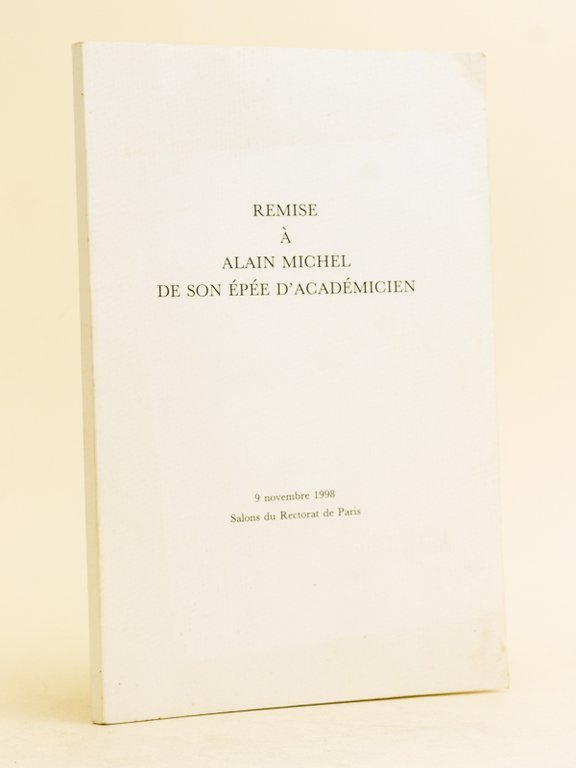 REMISE
À
ALAIN MICHEL
DE SON ÉPÉE D'ACADÉMICIEN
9 novembre 1998
Salons du Rectorat de Paris